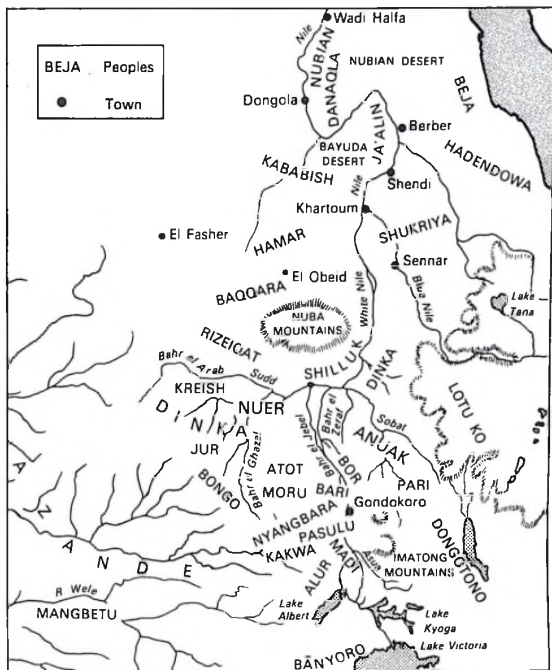 BEJA Peoples
Town
Wadi Halfa
Nile
NUBIAN
DANAQLA
NUBIAN DESERT
BEJA
Dongola
Berber
BAYUDA
DESERT
JA'ALIN
HADENDOWA
KABABISH
Shendi
Nile
Khartoum
SHUKRIYA
El Fasher
HAMAR
Sennar
El Obeid
BAQQARA
White Nile
Blue Nile
Lake
Tana
NUBA
MOUNTAINS
RIZEIGAT
Bahr el Arab
SHILLUK
DINKA
KREISH
Sudd
LOTU KO
DINKA
NUER
Bahr el Zeraf
Sobat
JUR
Bahr el Ghazal
Bahr el Jebel
ANUAK
BOR
ATOT
BONGO
MORU
BARI
PARI
Gondokoro
NYANGBARA
PASULU
AZANDE
KAKWA
MADI
Asua
IMATONG
MOUNTAINS
DONGOTONO
ALUR
R Wele
MANGBETU
Lake
Albert
Lake
Kyoga
Lake Victoria
BANYORO